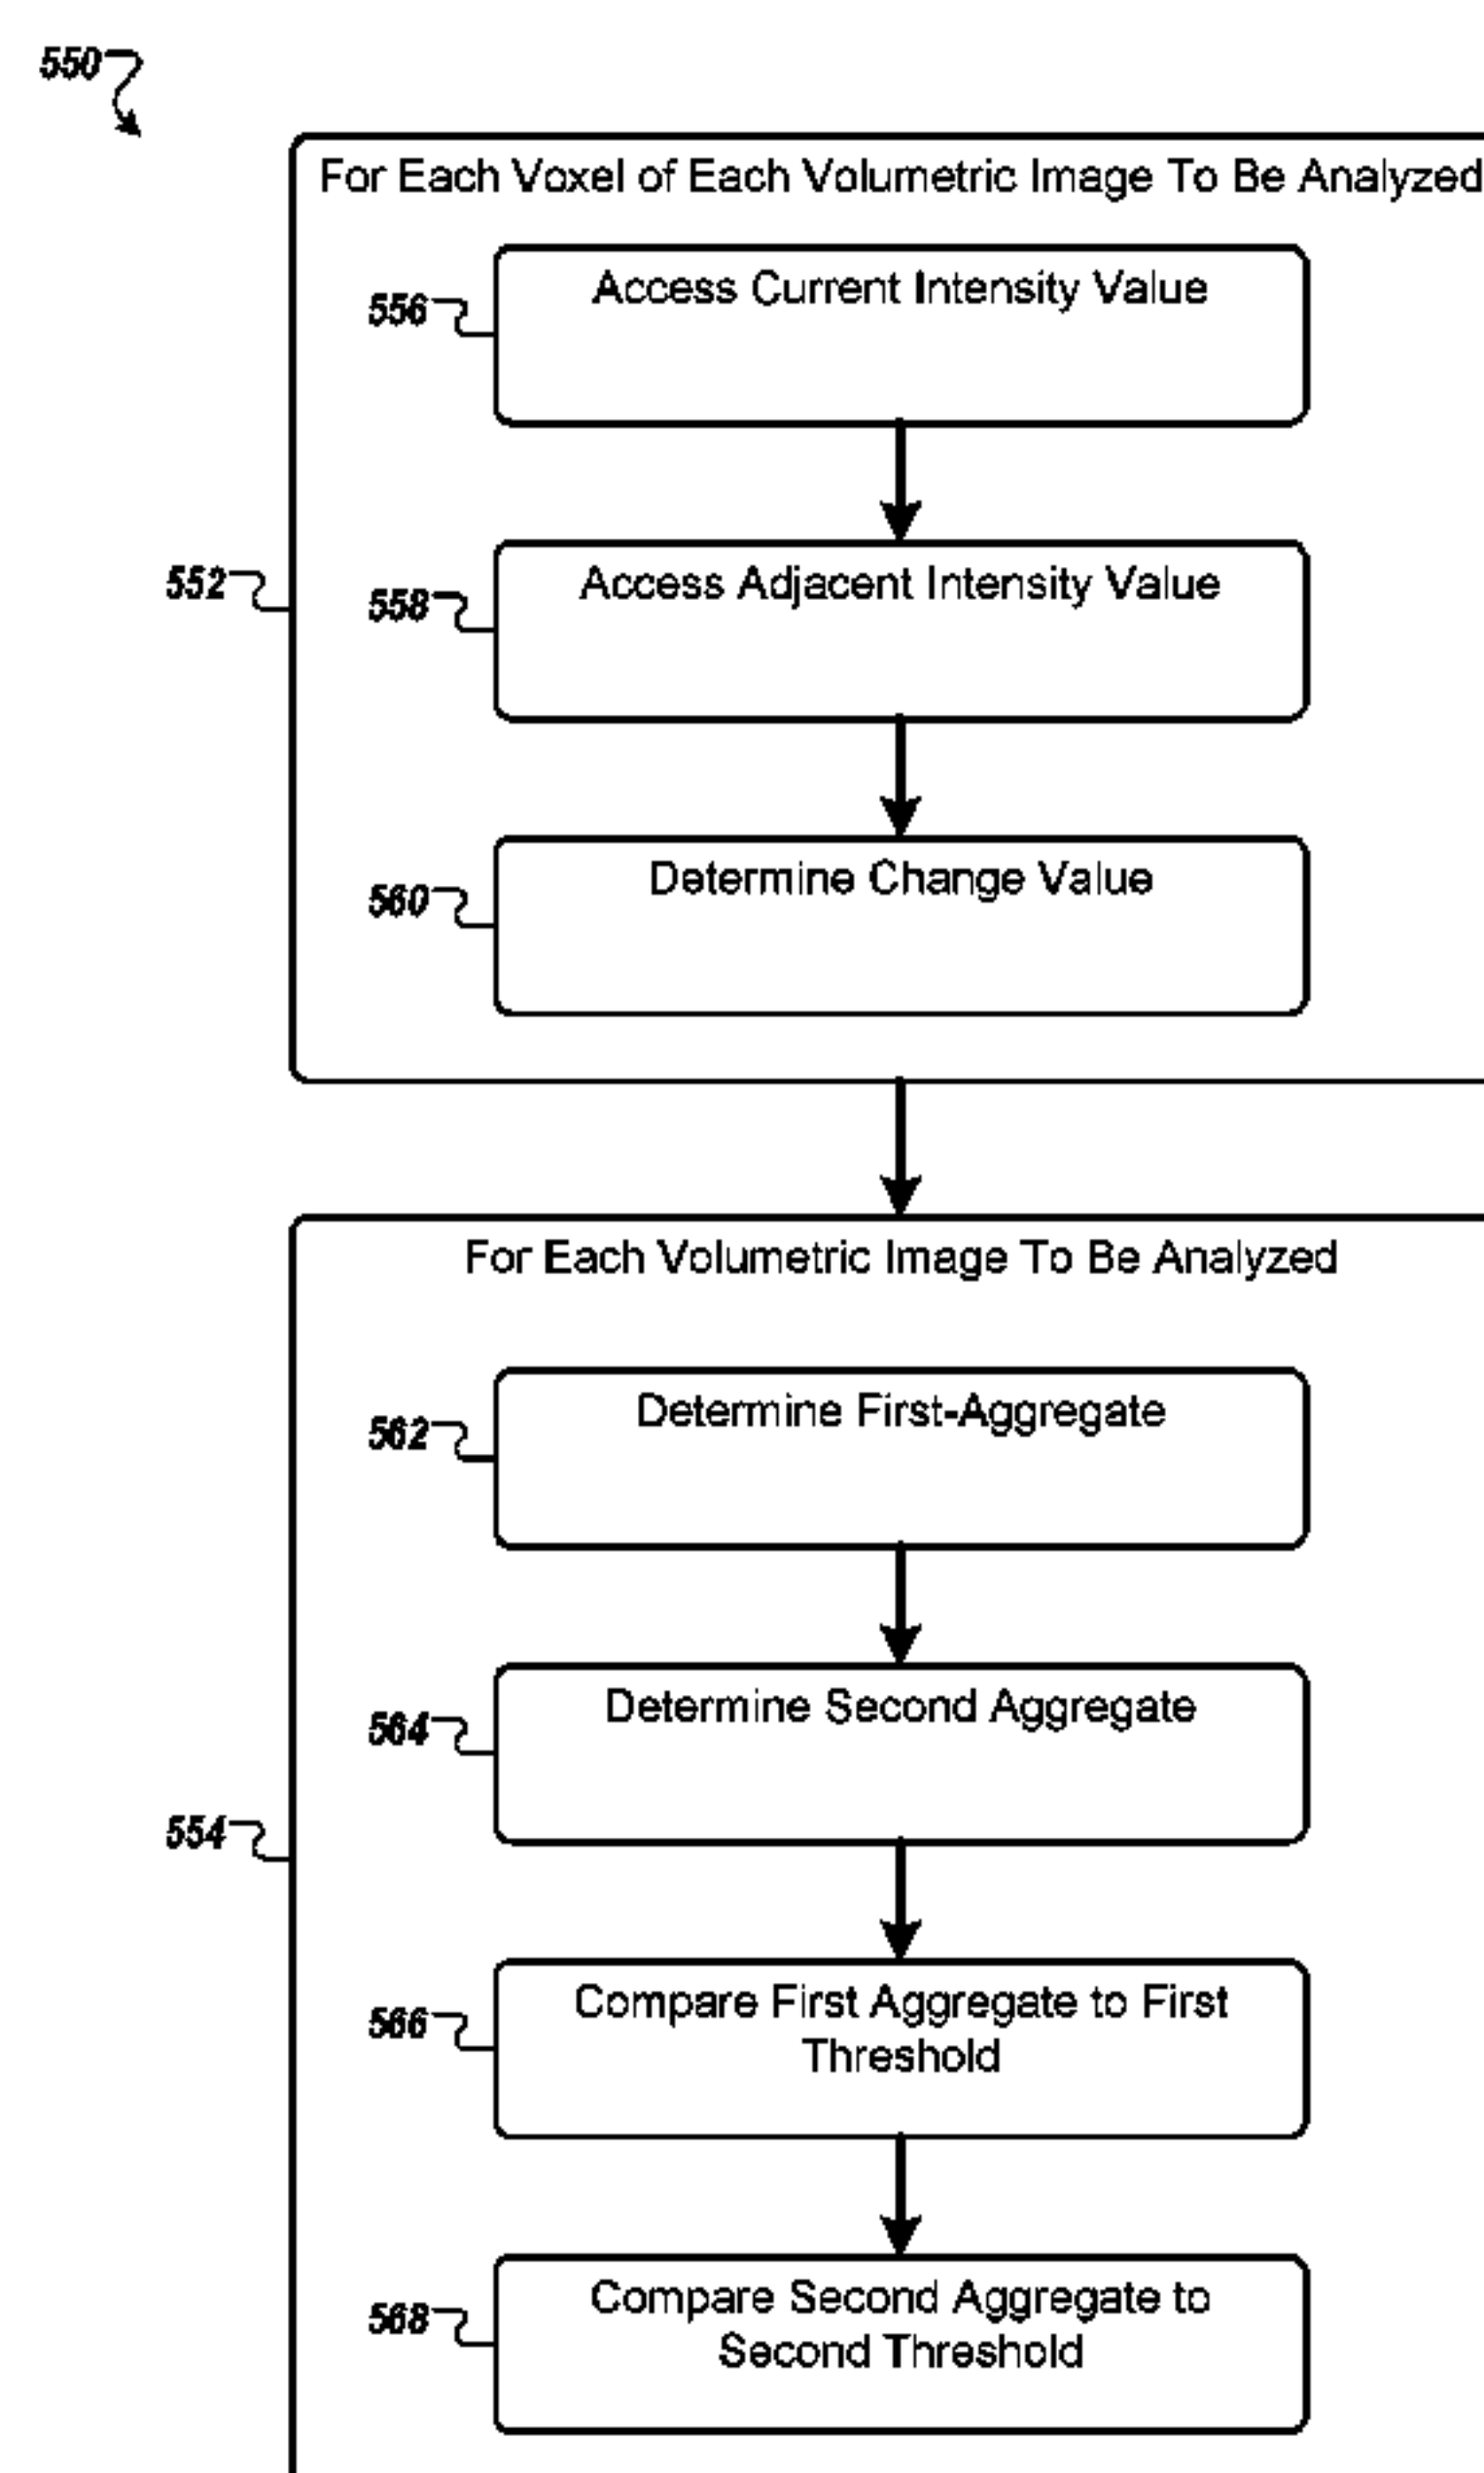 550
For Each Voxel of Each Volumetric Image To Be Analyzed
556
Access Current Intensity Value
552
558
Access Adjacent Intensity Value
560
Determine Change Value
For Each Volumetric Image To Be Analyzed
562
Determine First-Aggregate
564
Determine Second Aggregate
554
566
Compare First Aggregate to First
Threshold
568
Compare Second Aggregate to
Second Threshold